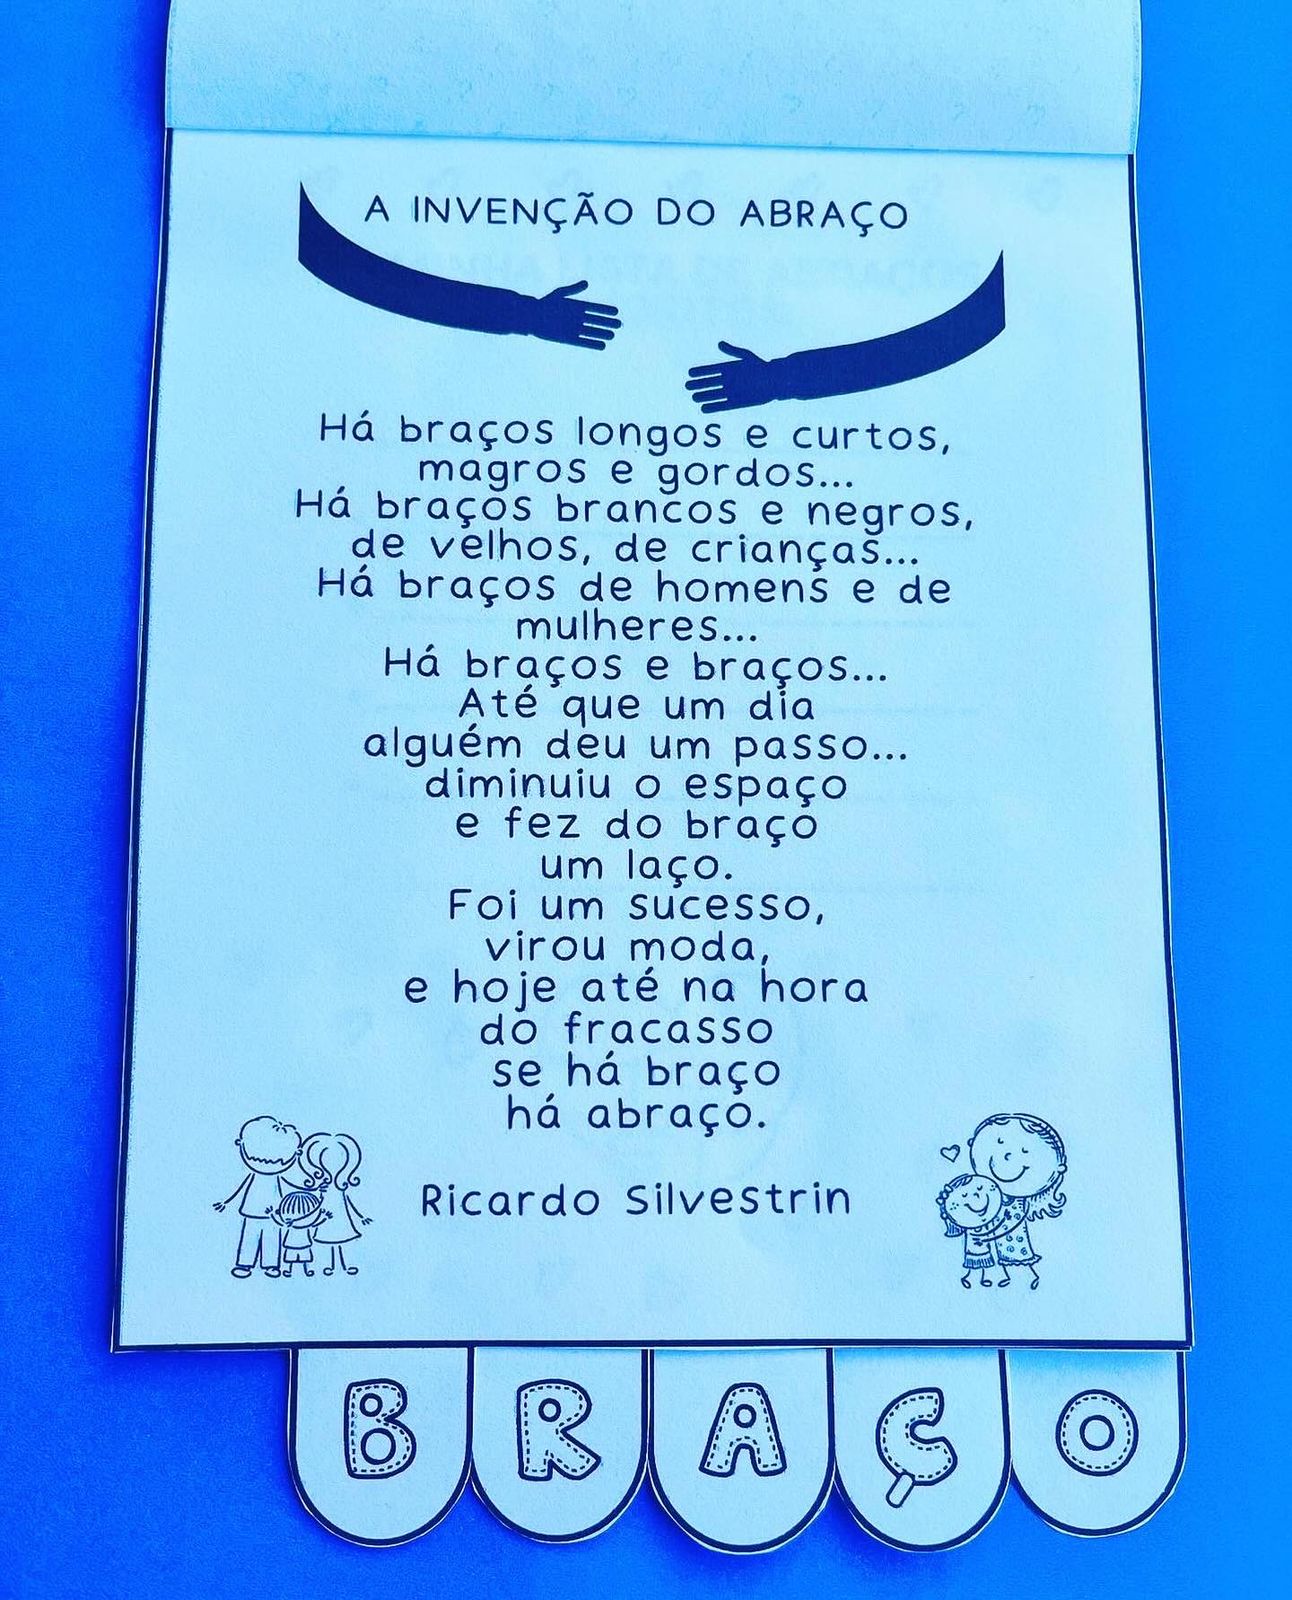 A INVENÇÃO DO ABRAÇO
Há braços longos e curtos,
magros e gordos...
Há braços brancos e negros,
de velhos, de crianças...
Há braços de homens e de
mulheres...
Há braços e braços...
Até que um dia
alguém deu um passo...
diminuiu o espaço
e fez do braço
um laço.
Foi um sucesso,
virou moda,
e hoje até na hora
do fracasso
se há braço
há abraço.
Ricardo Silvestrin
BRAÇO